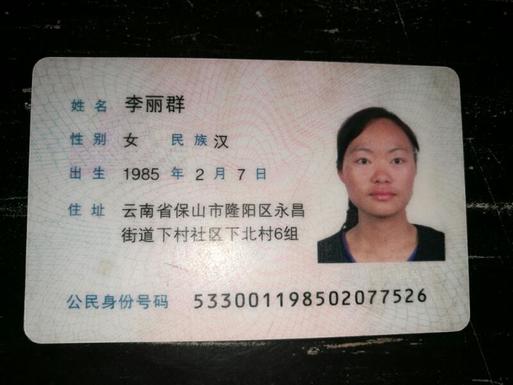 姓名 李丽群
性别 女 民族 汉
出生 1985 年 2 月 7 日
住址 云南省保山市隆阳区永昌
街道下村社区下北村6组
公民身份号码 533001198502077526